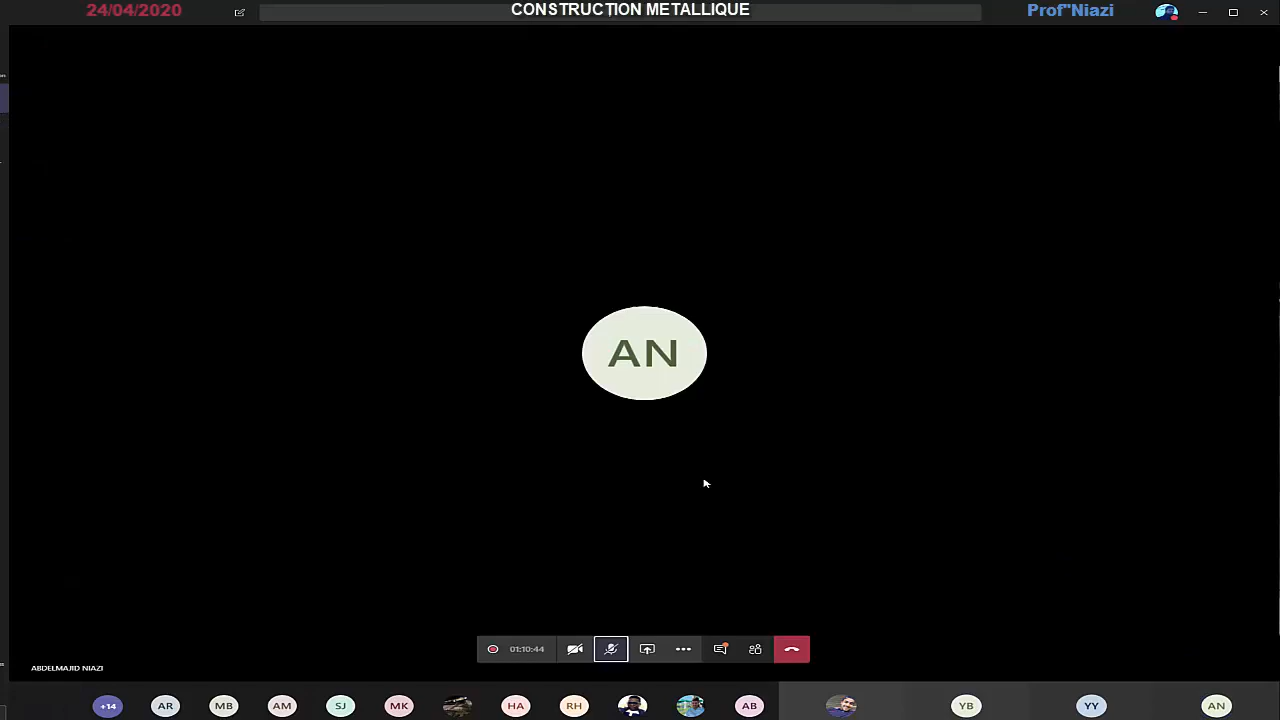 24/04/2020
CONSTRUCTION METALLIQUE
Prof"Niazi
AN
01:10:44
ABDELMAJID NIAZI
+14
AR
MB
AM
SJ
MK
HA
RH
AB
YB
YY
AN